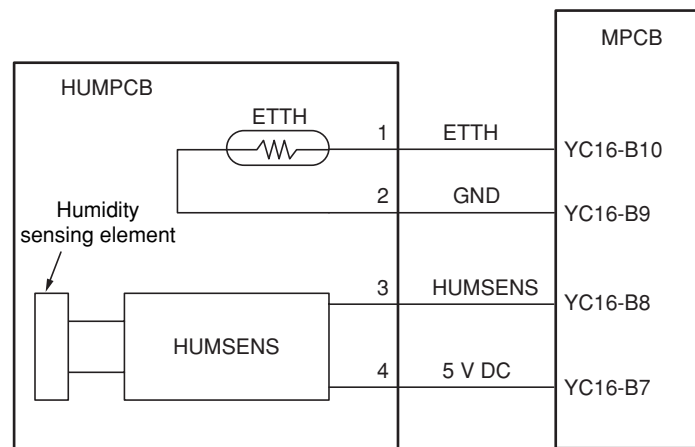 MPCB
HUMPCB
ETTH
1
ETTH
YC16-B10
2
GND
YC16-B9
Humidity
sensing element
3
HUMSENS
YC16-B8
HUMSENS
4
5 V DC
YC16-B7